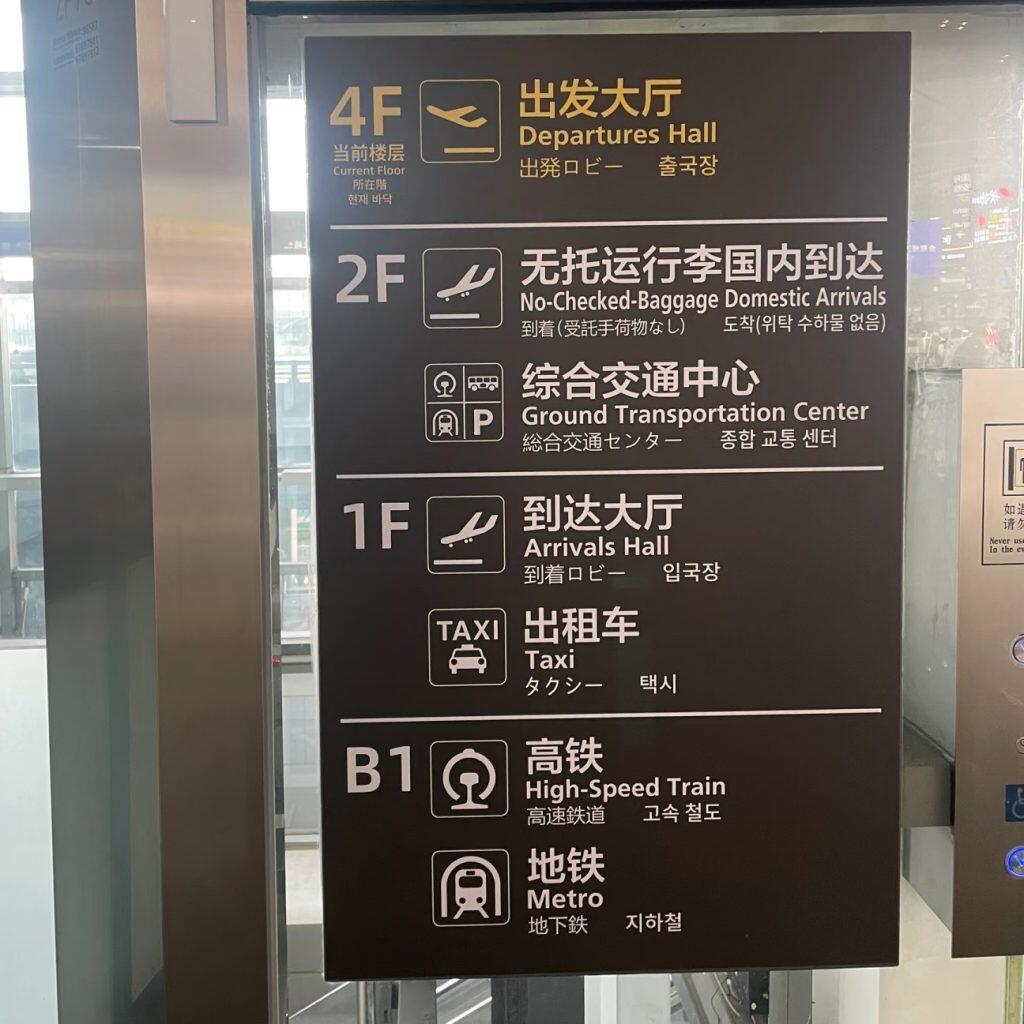 4F
当前楼层
Current Floor
所在階
현재 바닥
出发大厅
Departures Hall
出発ロビー 출국장
2F
无托运行李国内到达
No-Checked-Baggage Domestic Arrivals
到着(受託手荷物なし) 도착(위탁 수하물 없음)
P
综合交通中心
Ground Transportation Center
総合交通センター 종합 교통 센터
1F
到达大厅
Arrivals Hall
到着ロビー 입국장
TAXI
出租车
Taxi
タクシー 택시
B1
高铁
High-Speed Train
高速鉄道 고속 철도
地铁
Metro
地下鉄 지하철
请勿
Never
In the